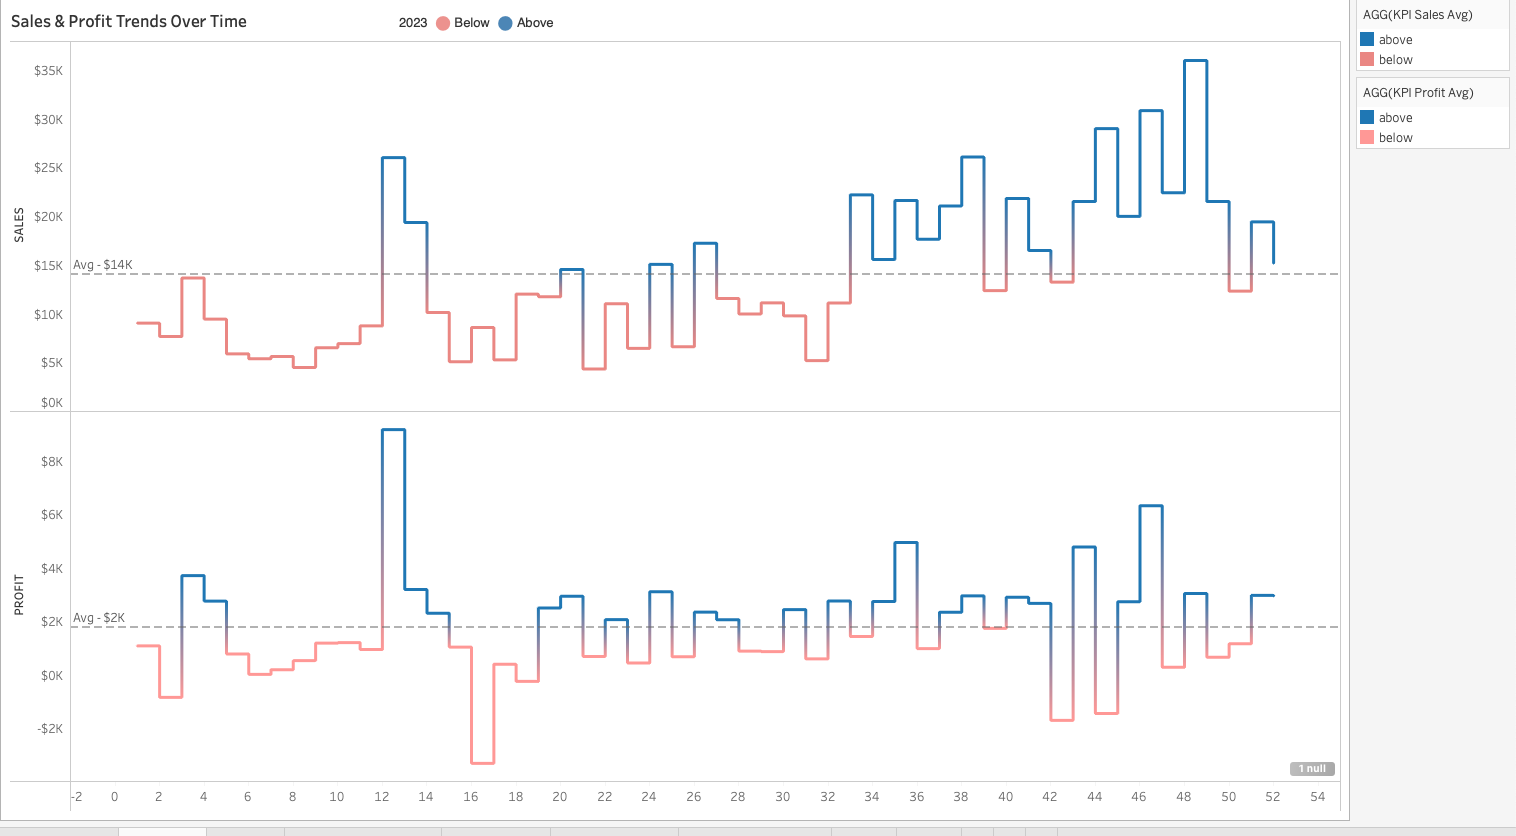 Sales & Profit Trends Over Time
2023 Below Above
AGG(KPI Sales Avg)
above
below
AGG(KPI Profit Avg)
above
below
SALES
$35K
$30K
$25K
$20K
$15K
$10K
$5K
$0K
Avg - $14K
PROFIT
$8K
$6K
$4K
$2K
$0K
-$2K
Avg - $2K
1 null
-2 0 2 4 6 8 10 12 14 16 18 20 22 24 26 28 30 32 34 36 38 40 42 44 46 48 50 52 54